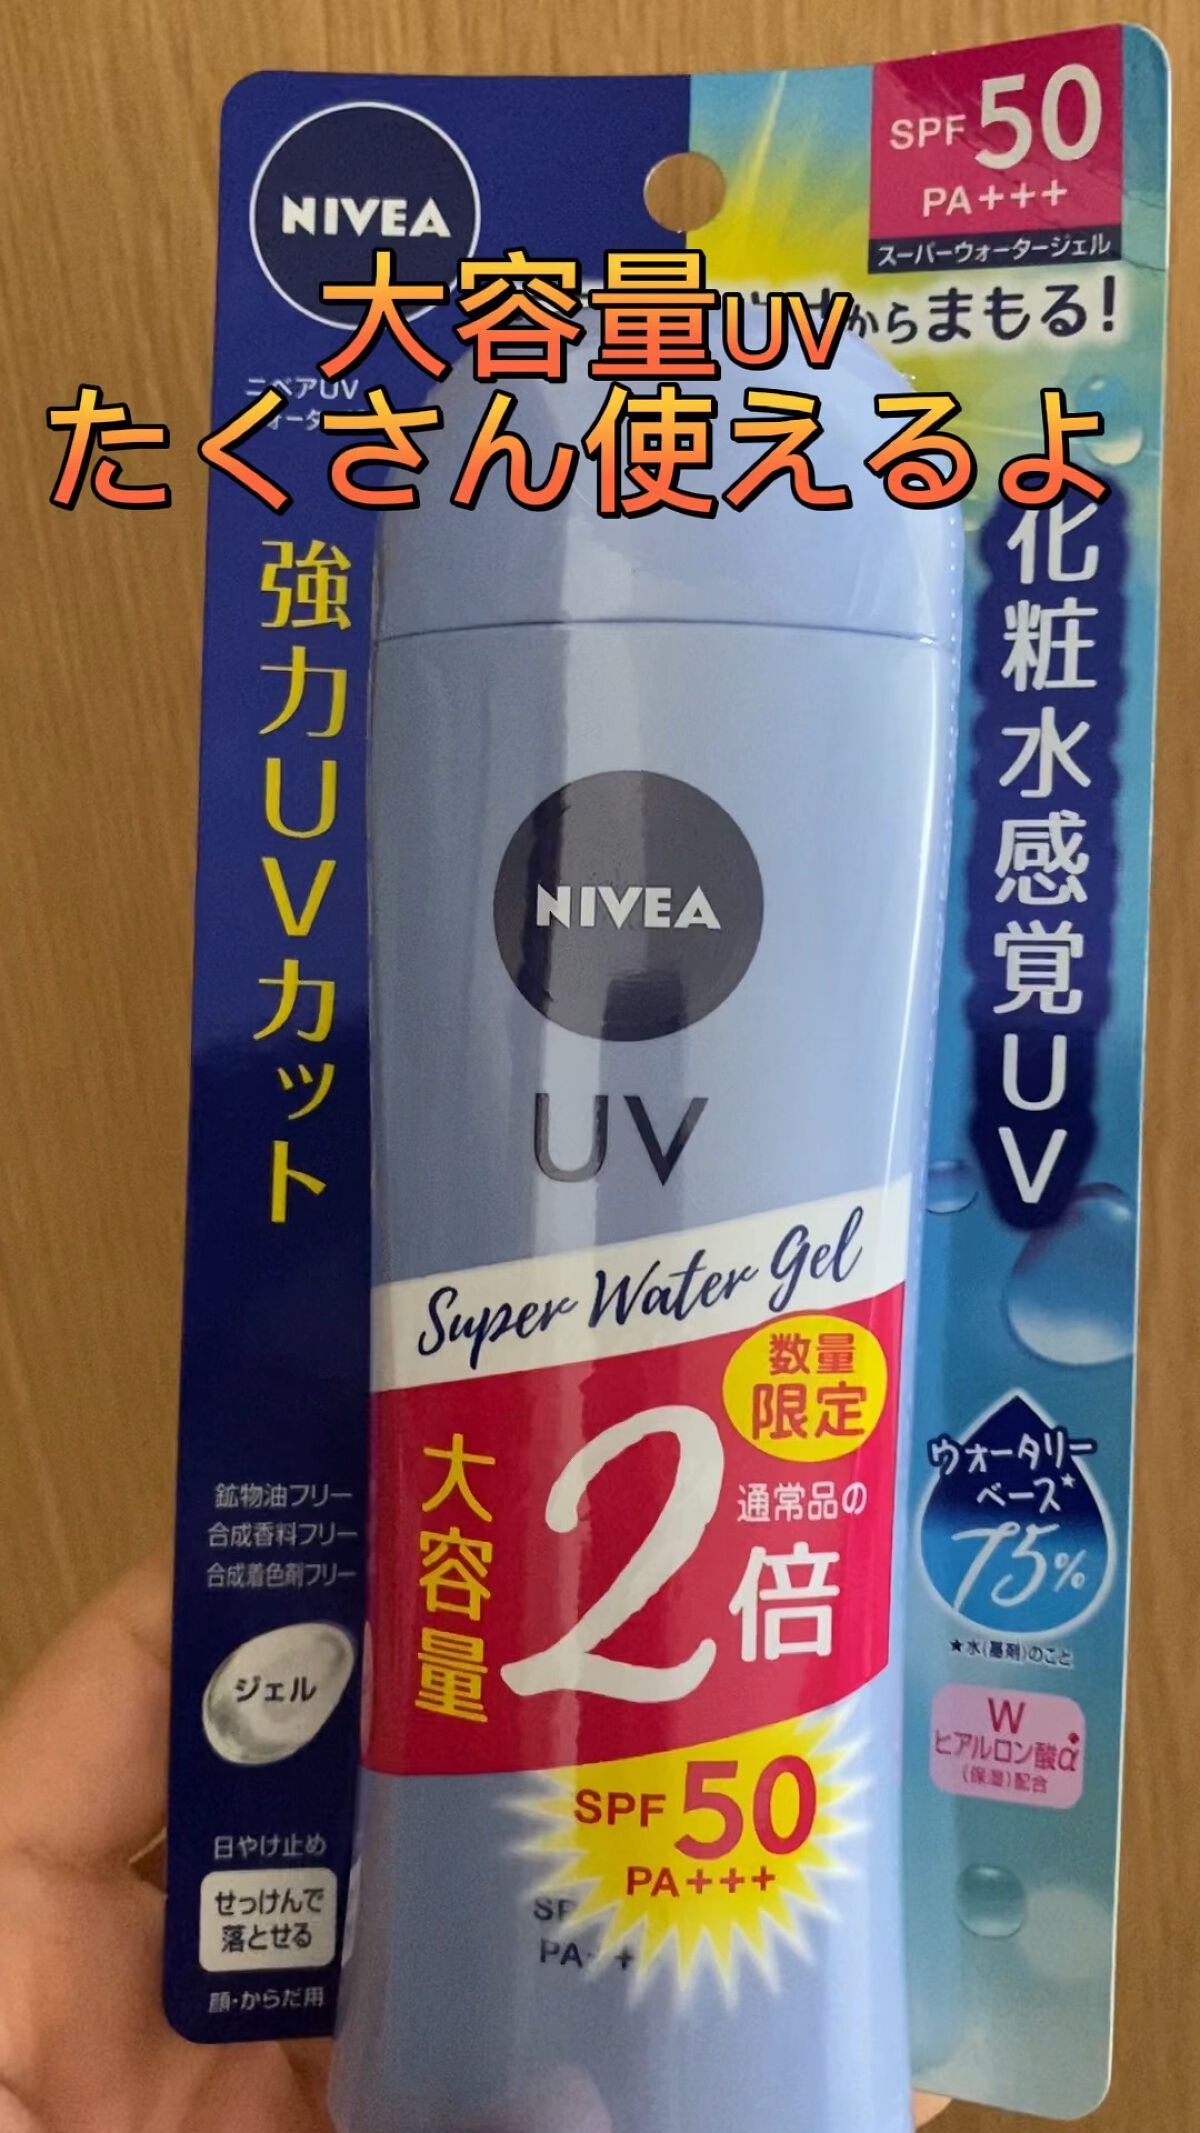 NIVEA
SPF 50
PA+++
スーパーウォータージェル
からまもる!
大容量UV
たくさん使えるよ
ニベアUV
強力UVカット
化粧水感覚UV
NIVEA
UV
Super Water Gel
数量
限定
大容量
2
通常品の
倍
ウォータリー
ベース★
75%
★水(基剤)のこと
W
ヒアルロン酸α
(保湿)配合
鉱物油フリー
合成香料フリー
合成着色剤フリー
ジェル
SPF 50
PA+++
日やけ止め
せっけんで
落とせる
顔・からだ用